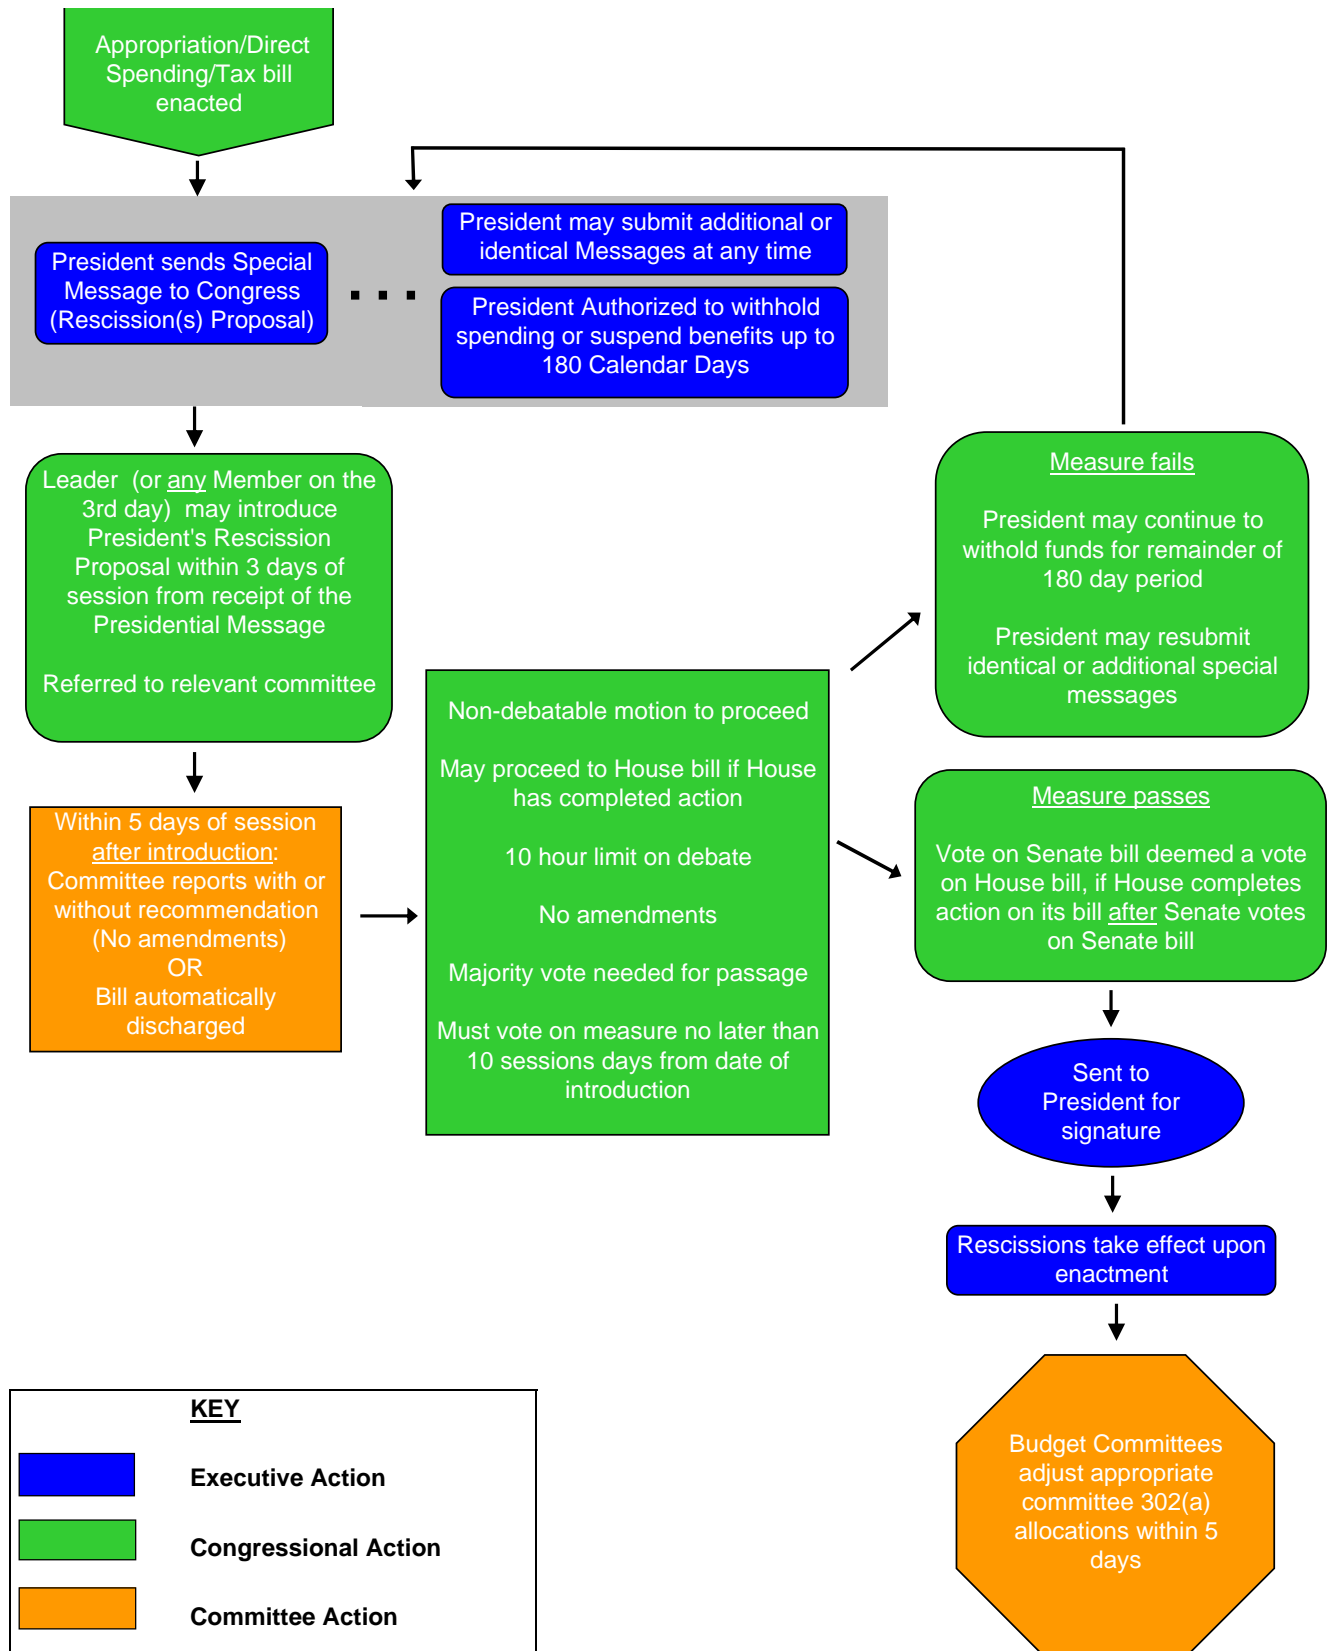 Appropriation/Direct
Spending/Tax bill
enacted
President sends Special
Message to Congress
(Rescission(s) Proposal)
. . .
President may submit additional or
identical Messages at any time
President Authorized to withhold
spending or suspend benefits up to
180 Calendar Days
Leader (or any Member on the
3rd day) may introduce
President's Rescission
Proposal within 3 days of
session from receipt of the
Presidential Message
Referred to relevant committee
Within 5 days of session
after introduction:
Committee reports with or
without recommendation
(No amendments)
OR
Bill automatically
discharged
Non-debatable motion to proceed
May proceed to House bill if House
has completed action
10 hour limit on debate
No amendments
Majority vote needed for passage
Must vote on measure no later than
10 sessions days from date of
introduction
Measure fails
President may continue to
withold funds for remainder of
180 day period
President may resubmit
identical or additional special
messages
Measure passes
Vote on Senate bill deemed a vote
on House bill, if House completes
action on its bill after Senate votes
on Senate bill
Sent to
President for
signature
Rescissions take effect upon
enactment
Budget Committees
adjust appropriate
committee 302(a)
allocations within 5
days
KEY
Executive Action
Congressional Action
Committee Action